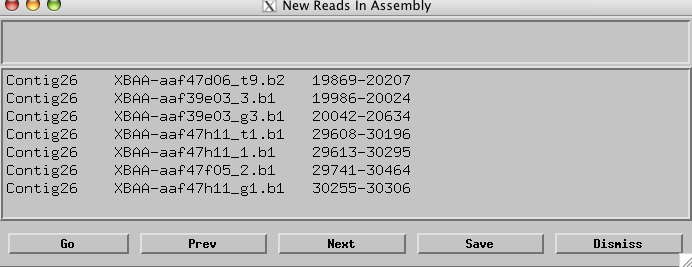 New Reads In Assembly
Contig26 XBAA-aaf47d06_t9.b2 19869-20207
Contig26 XBAA-aaf39e03_3.b1 19986-20024
Contig26 XBAA-aaf39e03_g3.b1 20042-20634
Contig26 XBAA-aaf47h11_t1.b1 29608-30196
Contig26 XBAA-aaf47h11_1.b1 29613-30295
Contig26 XBAA-aaf47f05_2.b1 29741-30464
Contig26 XBAA-aaf47h11_g1.b1 30255-30306
Go Prev Next Save Dismiss